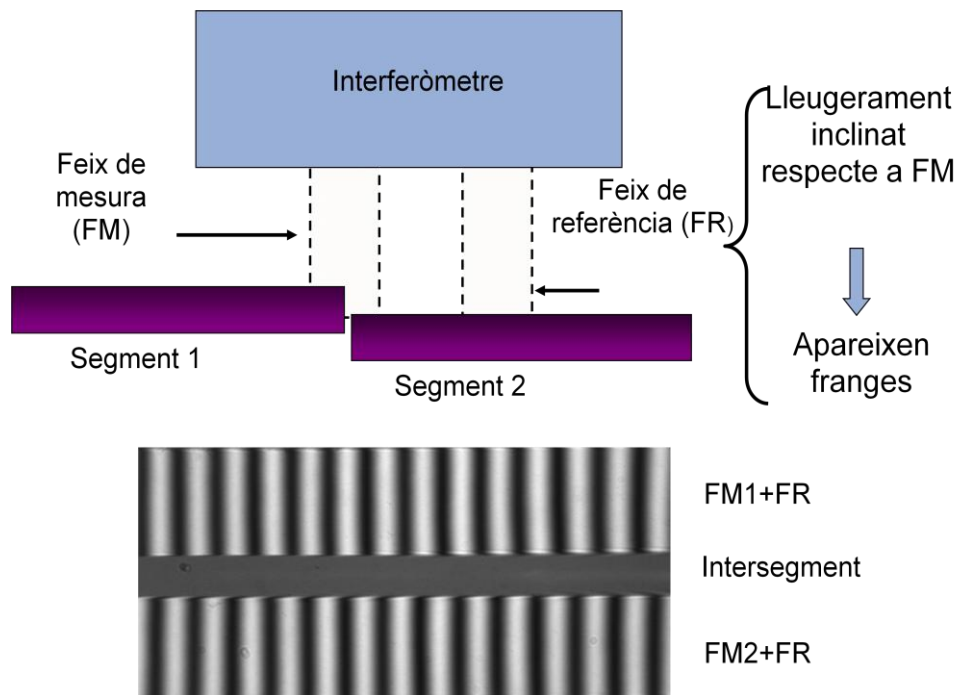 Interferòmetre
Feix de
mesura
(FM)
Feix de
referència (FR)
Lleugerament
inclinat
respecte a FM
Apareixen
franges
Segment 1
Segment 2
FM1+FR
Intersegment
FM2+FR